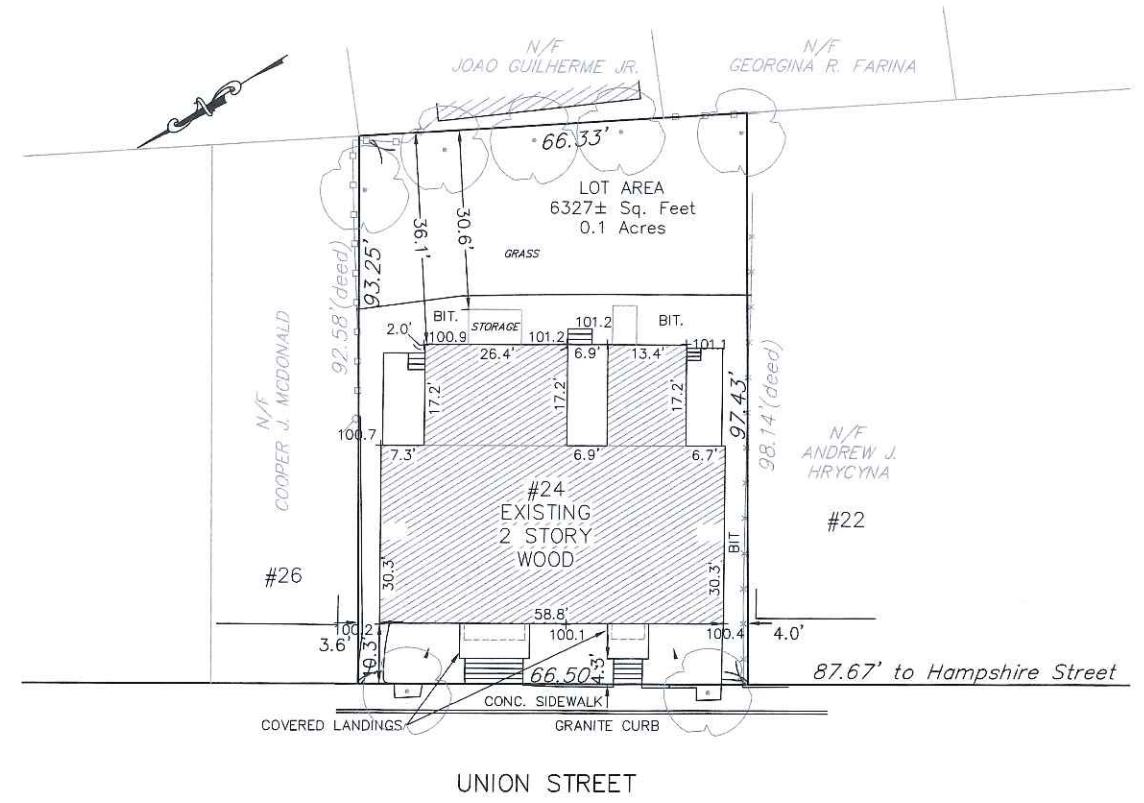 N/F
JOAO GUILHERME JR.
N/F
GEORGINA R. FARINA
66.33'
LOT AREA
6327± Sq. Feet
0.1 Acres
36.1'
30.6'
GRASS
92.58'(deed)
93.25'
N/F
COOPER J. MCDONALD
BIT.
STORAGE
BIT.
2.0'
100.9
101.2
101.2
101.1
26.4'
6.9'
13.4'
17.2'
17.2'
17.2'
97.43'
98.14'(deed)
100.7
7.3'
6.9'
6.7'
N/F
ANDREW J.
HRYCYNA
#24
EXISTING
2 STORY
WOOD
#22
BIT
#26
30.3'
30.3'
58.8'
100.2
100.1
100.4
3.6'
4.0'
4.3'
66.50'
87.67' to Hampshire Street
CONC. SIDEWALK
COVERED LANDINGS
GRANITE CURB
UNION STREET